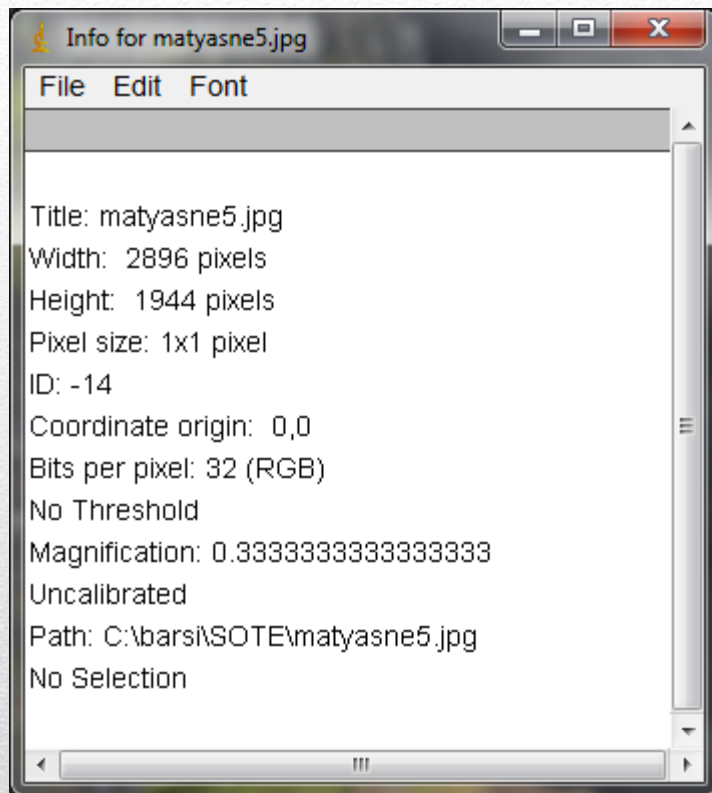 Info for matyasne5.jpg
File Edit Font
Title: matyasne5.jpg
Width: 2896 pixels
Height: 1944 pixels
Pixel size: 1x1 pixel
ID: -14
Coordinate origin: 0,0
Bits per pixel: 32 (RGB)
No Threshold
Magnification: 0.3333333333333333
Uncalibrated
Path: C:\barsi\SOTE\matyasne5.jpg
No Selection